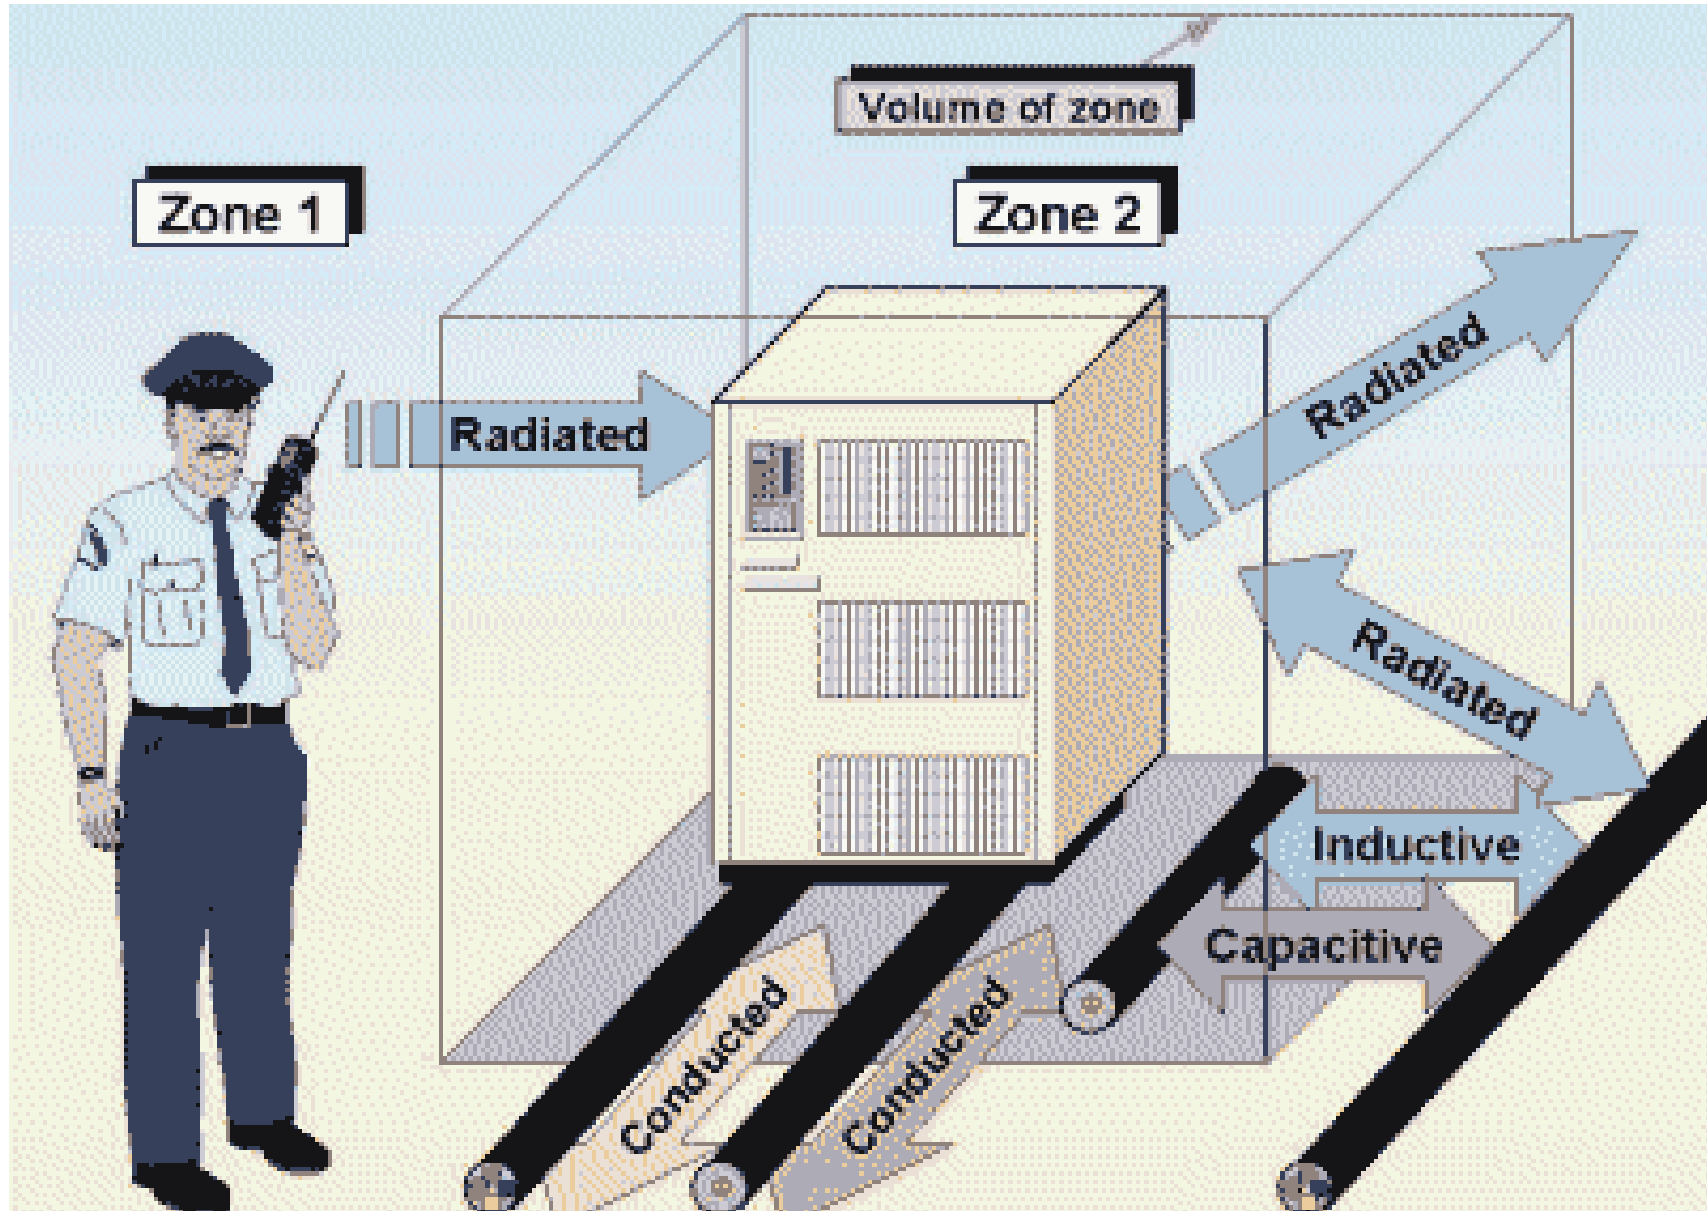 Volume of zone
Zone 1
Zone 2
Radiated
Radiated
Radiated
Inductive
Capacitive
Conducted
Conducted